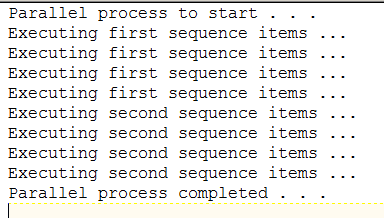 Parallel process to start . . .
Executing first sequence items ...
Executing first sequence items ...
Executing first sequence items ...
Executing first sequence items ...
Executing second sequence items ...
Executing second sequence items ...
Executing second sequence items ...
Executing second sequence items ...
Parallel process completed . . .